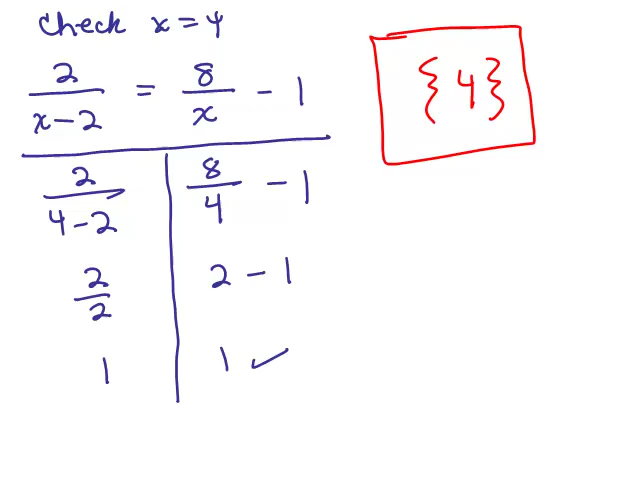 Check x = 4
2/(x-2) = 8/x - 1
{4}
2/(4-2) | 8/4 - 1
2/2 | 2 - 1
1 | 1 ✓